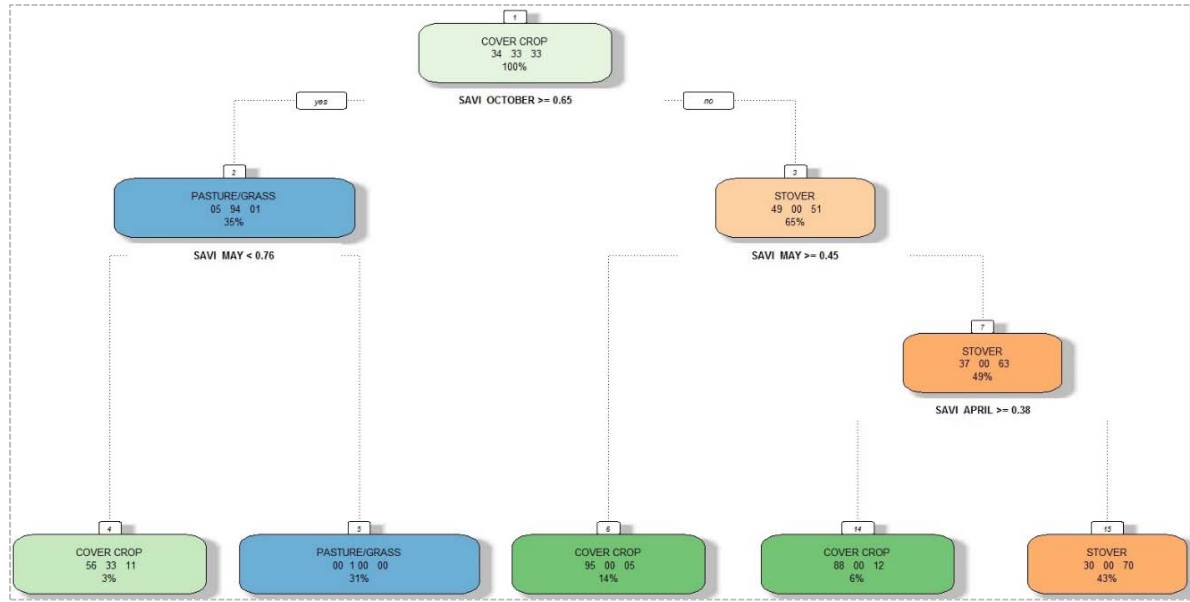 1
COVER CROP
34 33 33
100%
yes
SAVI OCTOBER >= 0.65
no
2
PASTURE/GRASS
05 94 01
35%
SAVI MAY < 0.76
3
STOVER
49 00 51
65%
SAVI MAY >= 0.45
7
STOVER
37 00 63
49%
SAVI APRIL >= 0.38
4
COVER CROP
56 33 11
3%
5
PASTURE/GRASS
00 1 00 00
31%
6
COVER CROP
95 00 05
14%
14
COVER CROP
88 00 12
6%
15
STOVER
30 00 70
43%